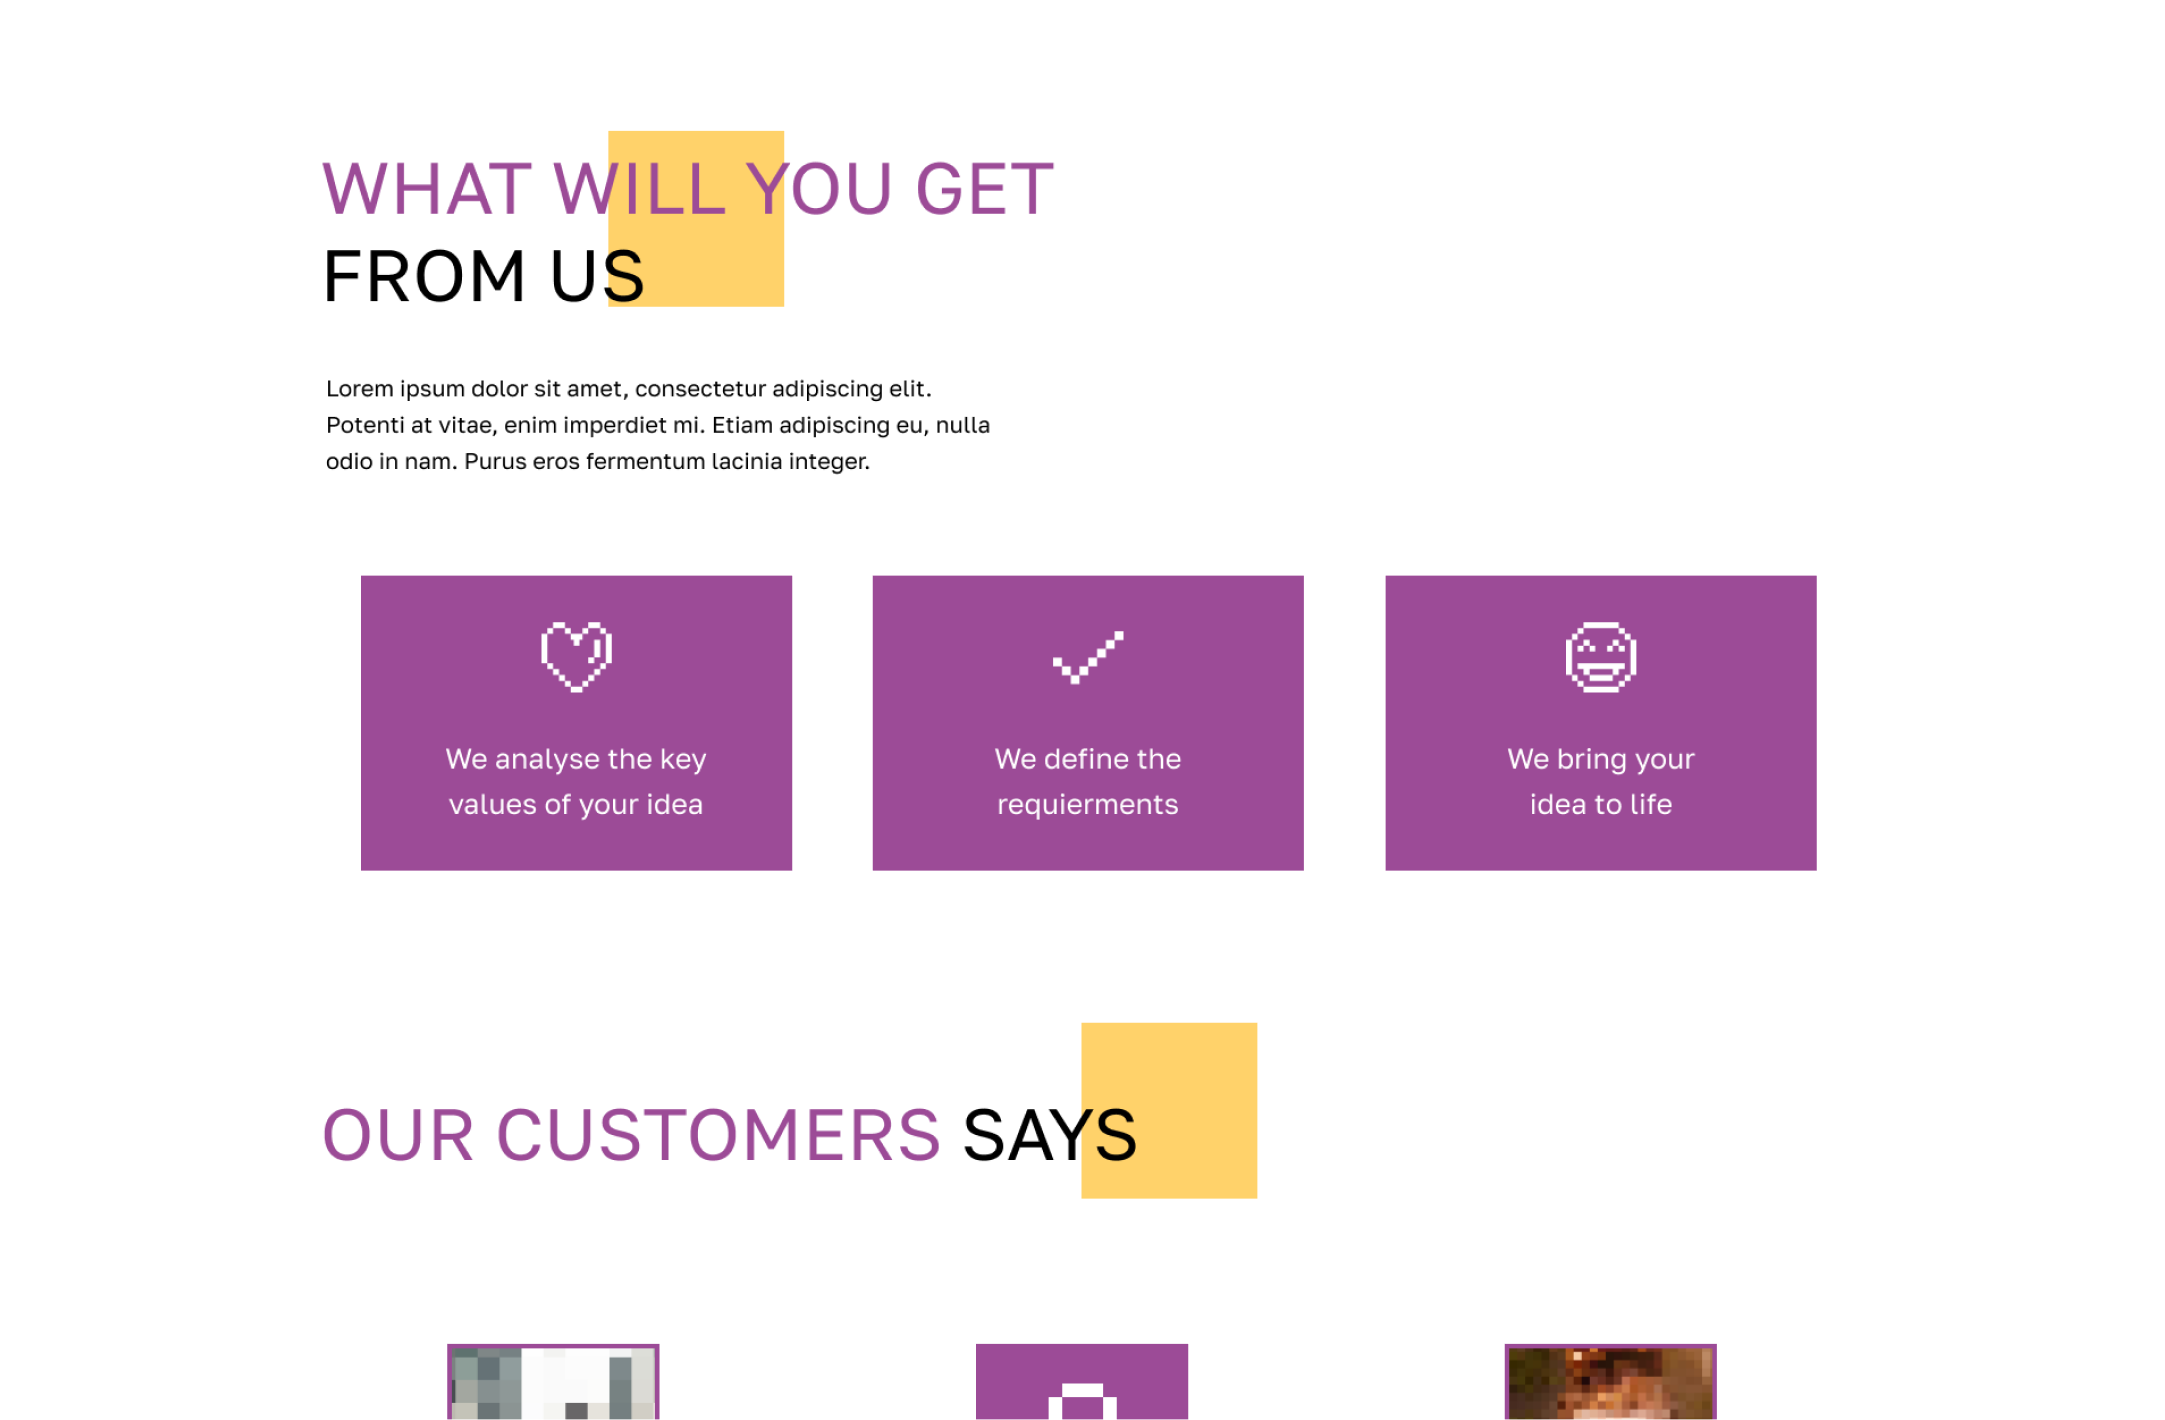 WHAT WILL YOU GET
FROM US
Lorem ipsum dolor sit amet, consectetur adipiscing elit.
Potenti at vitae, enim imperdiet mi. Etiam adipiscing eu, nulla
odio in nam. Purus eros fermentum lacinia integer.
We analyse the key
values of your idea
We define the
requierments
We bring your
idea to life
OUR CUSTOMERS SAYS